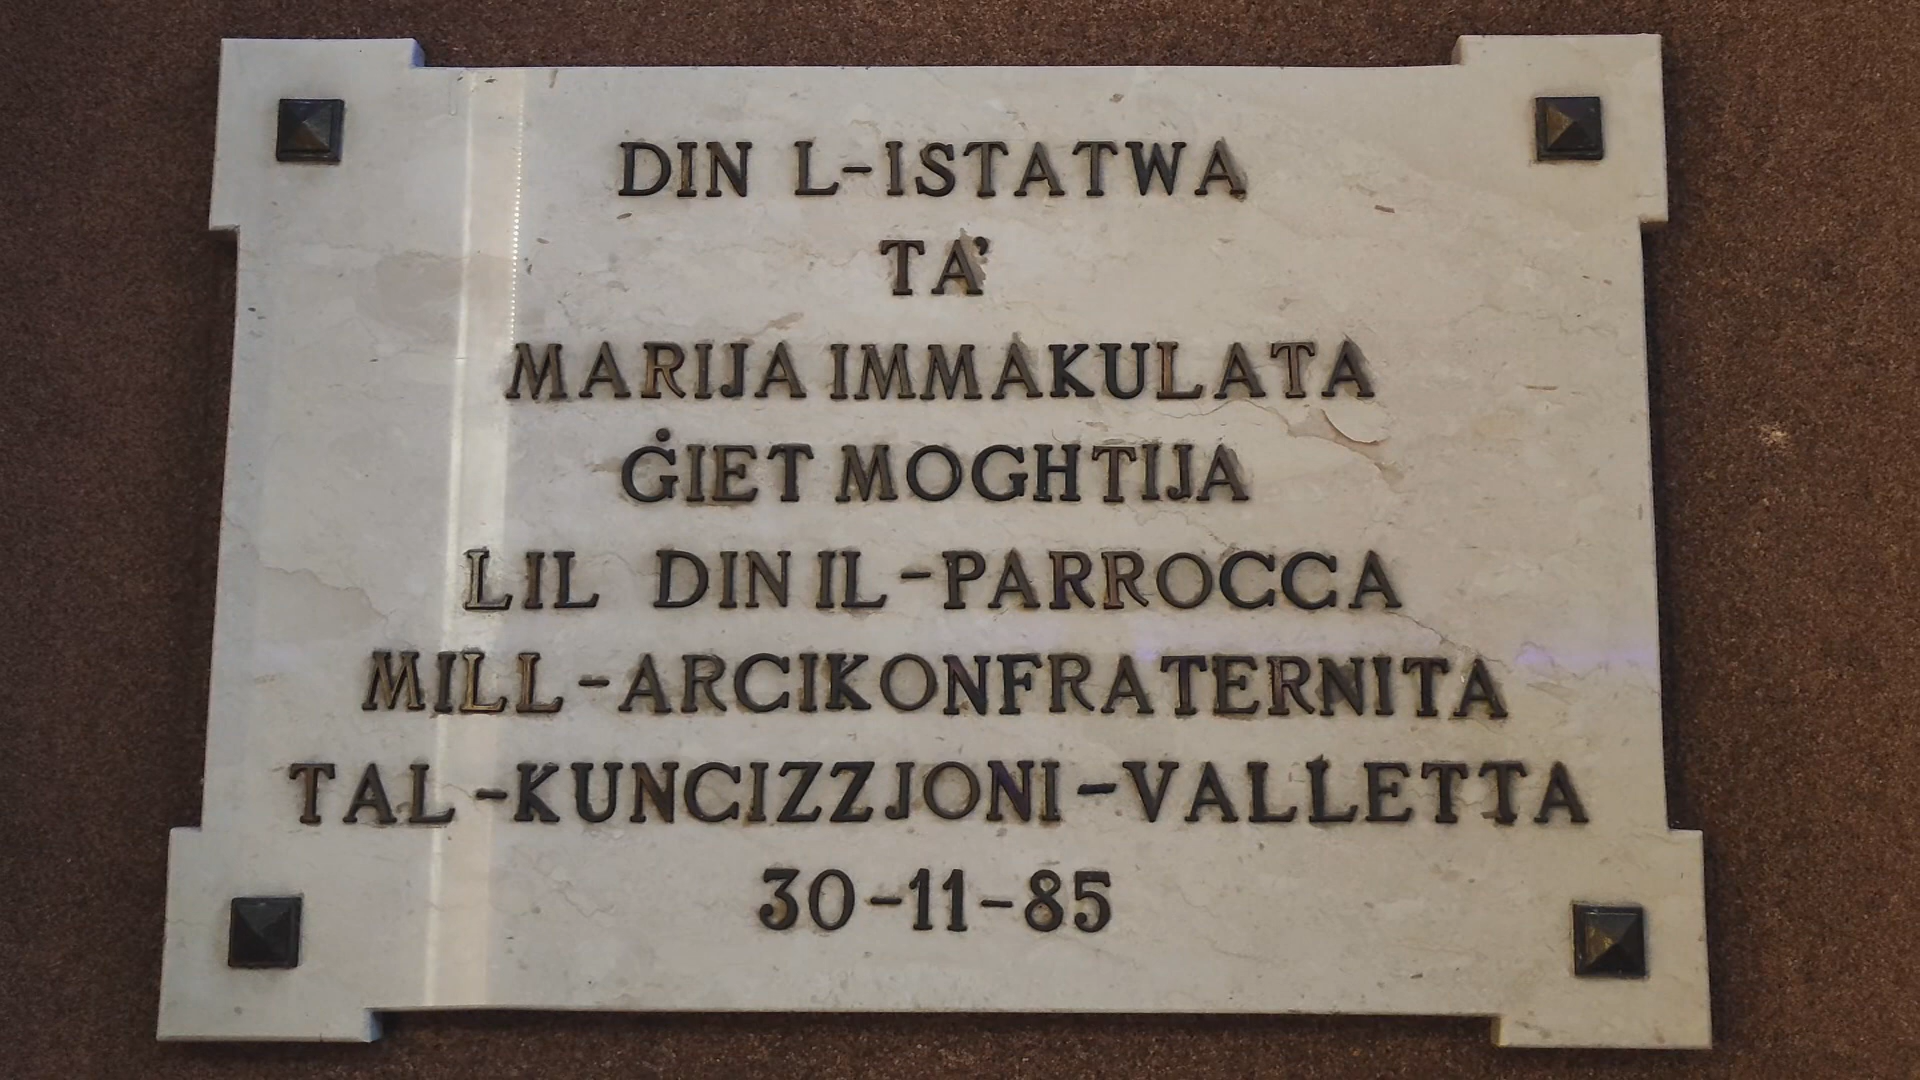 DIN L-ISTATWA
TA'
MARIJA IMMAKULATA
ĠIET MOGHTIJA
LIL DIN IL-PARROCCA
MILL-ARCIKONFRATERNITA
TAL-KUNCIZZJONI-VALLETTA
30-11-85